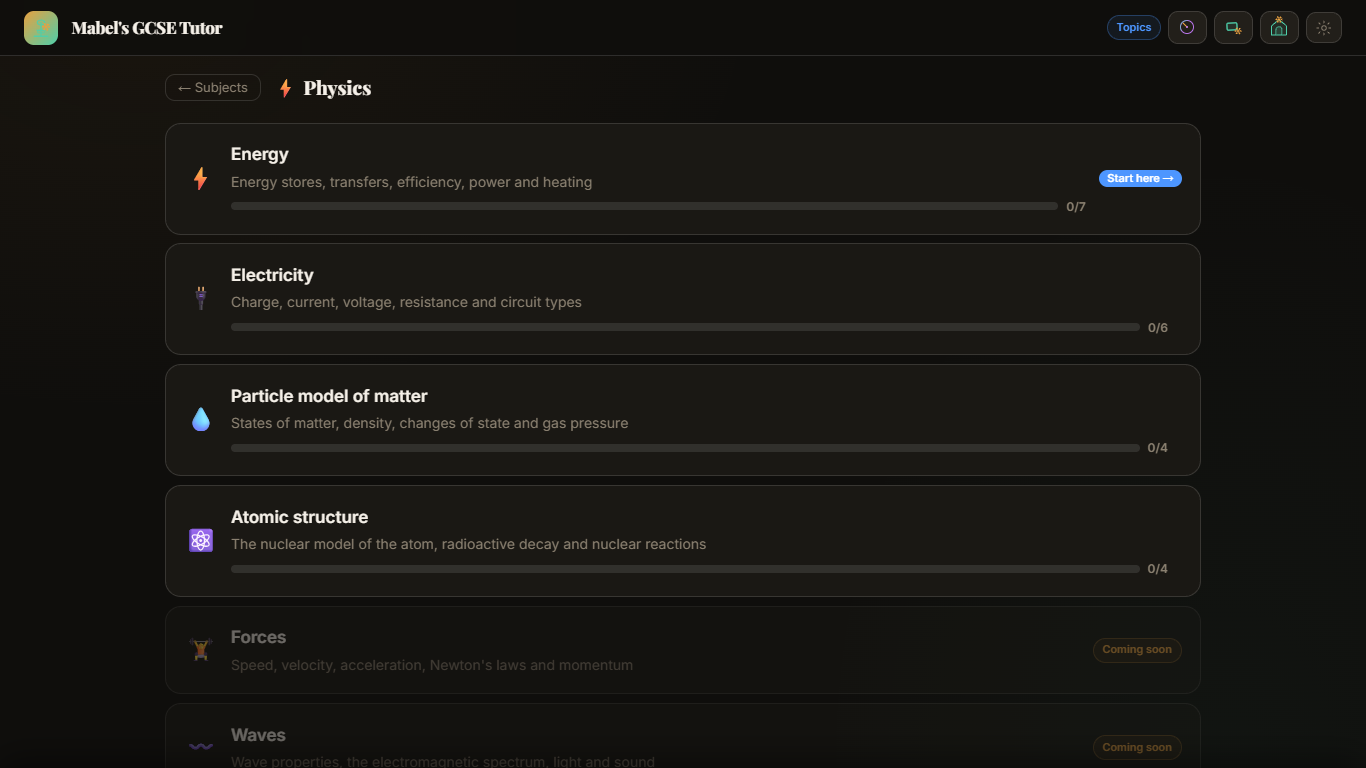 Mabel's GCSE Tutor
Topics
← Subjects
Physics
Energy
Energy stores, transfers, efficiency, power and heating
0/7
Start here →
Electricity
Charge, current, voltage, resistance and circuit types
0/6
Particle model of matter
States of matter, density, changes of state and gas pressure
0/4
Atomic structure
The nuclear model of the atom, radioactive decay and nuclear reactions
0/4
Forces
Speed, velocity, acceleration, Newton's laws and momentum
Coming soon
Waves
Wave properties, the electromagnetic spectrum, light and sound
Coming soon